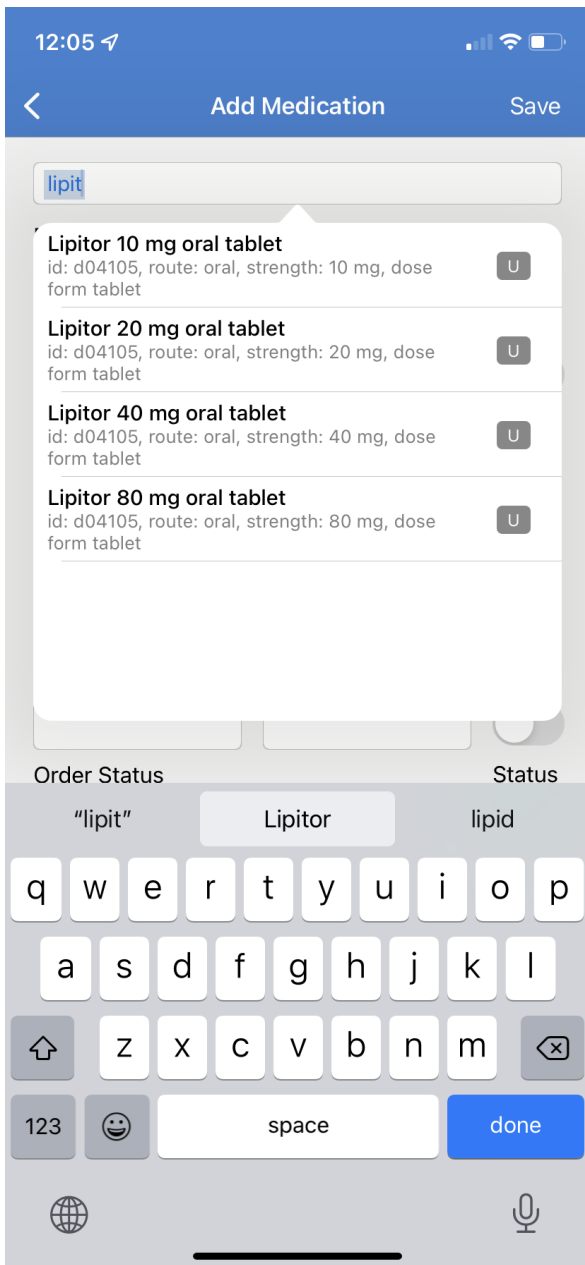 12:05
Add Medication
Save
lipit
Lipitor 10 mg oral tablet
id: d04105, route: oral, strength: 10 mg, dose
form tablet
U
Lipitor 20 mg oral tablet
id: d04105, route: oral, strength: 20 mg, dose
form tablet
U
Lipitor 40 mg oral tablet
id: d04105, route: oral, strength: 40 mg, dose
form tablet
U
Lipitor 80 mg oral tablet
id: d04105, route: oral, strength: 80 mg, dose
form tablet
U
Order Status
Status
“lipit”
Lipitor
lipid
q w e r t y u i o p
a s d f g h j k l
z x c v b n m
123
space
done